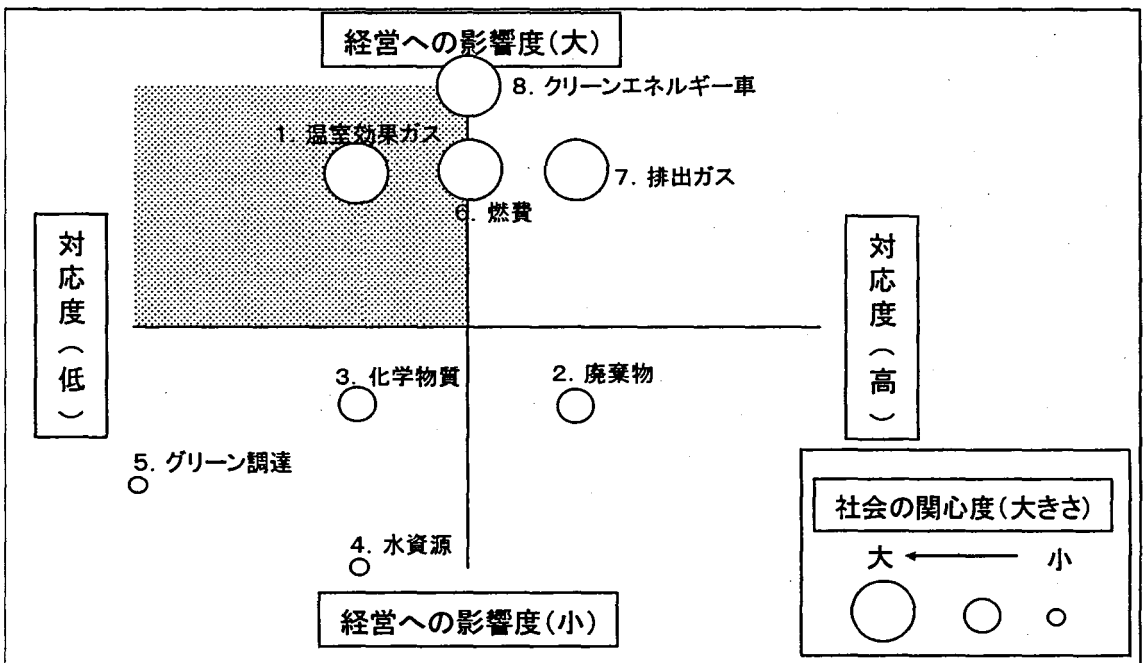 経営への影響度(大)
8. クリーンエネルギー車
1. 温室効果ガス
7. 排出ガス
6. 燃費
対応度(低)
対応度(高)
3. 化学物質
2. 廃棄物
5. グリーン調達
4. 水資源
経営への影響度(小)
社会の関心度(大きさ)
大 小